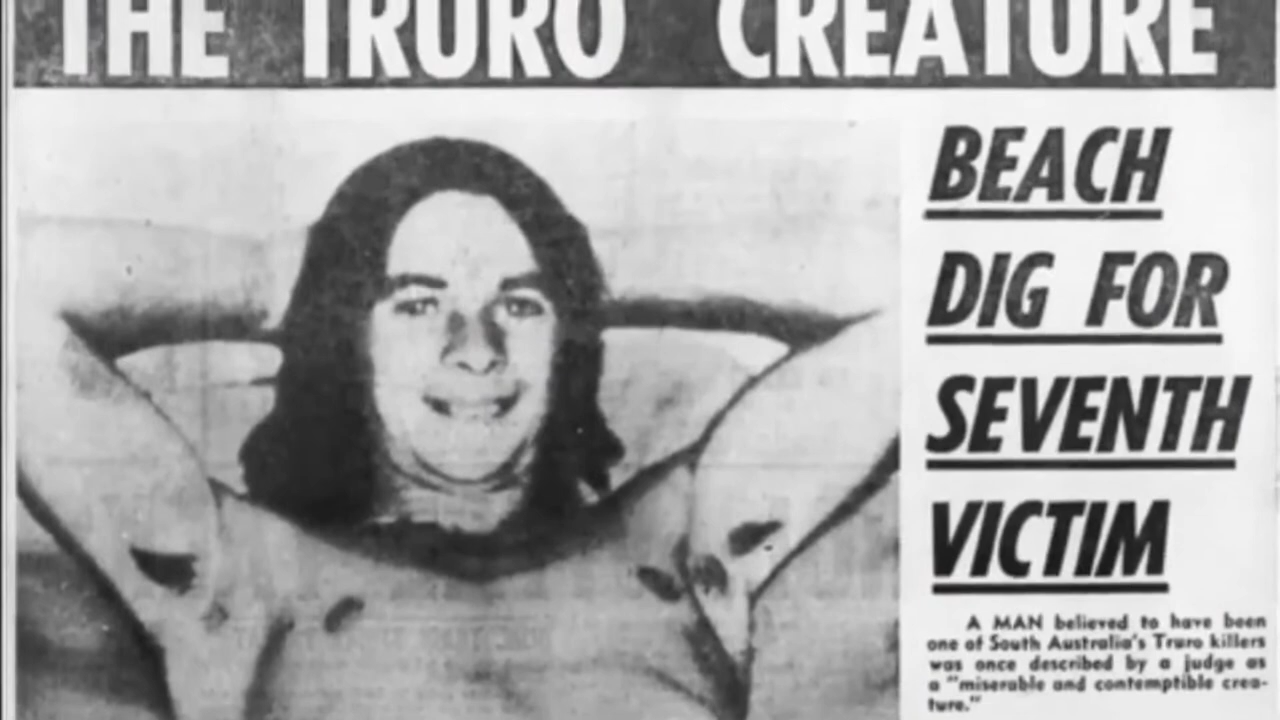 THE TRURO CREATURE
BEACH
DIG FOR
SEVENTH
VICTIM
A MAN believed to have been
one of South Australia's Truro killers
was once described by a judge as
a "miserable and contemptible crea-
ture."